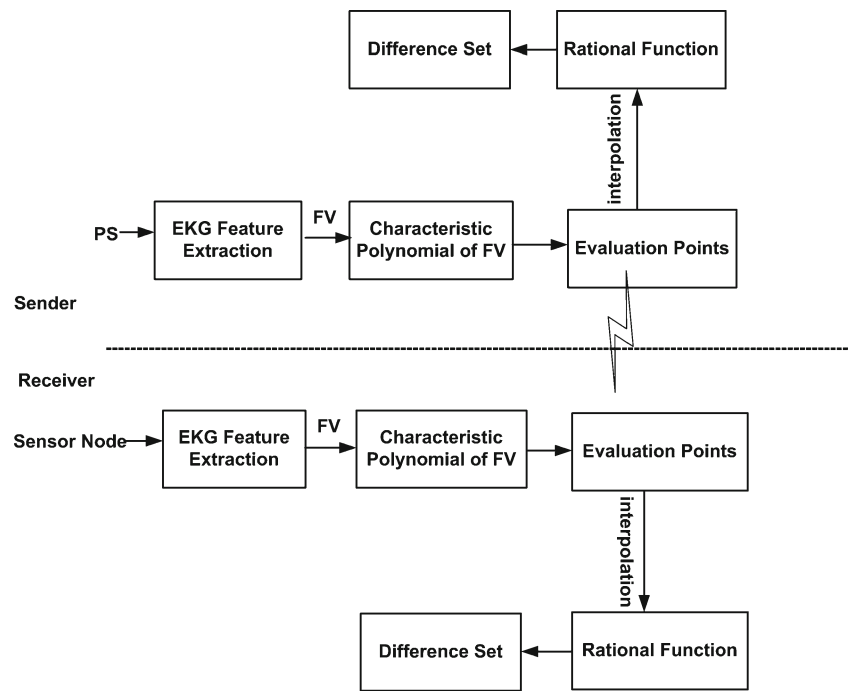 Difference Set
Rational Function
interpolation
PS
EKG Feature
Extraction
FV
Characteristic
Polynomial of FV
Evaluation Points
Sender
Receiver
Sensor Node
EKG Feature
Extraction
FV
Characteristic
Polynomial of FV
Evaluation Points
interpolation
Difference Set
Rational Function